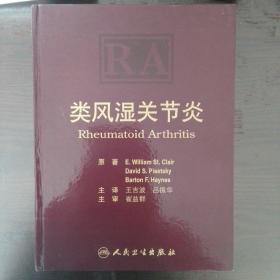 RA
类风湿关节炎
Rheumatoid Arthritis
原 著 E. William St. Clair
David S. Pisetsky
Barton F. Haynes
主 译 王吉波 吕振华
主 审 崔益群
人民卫生出版社